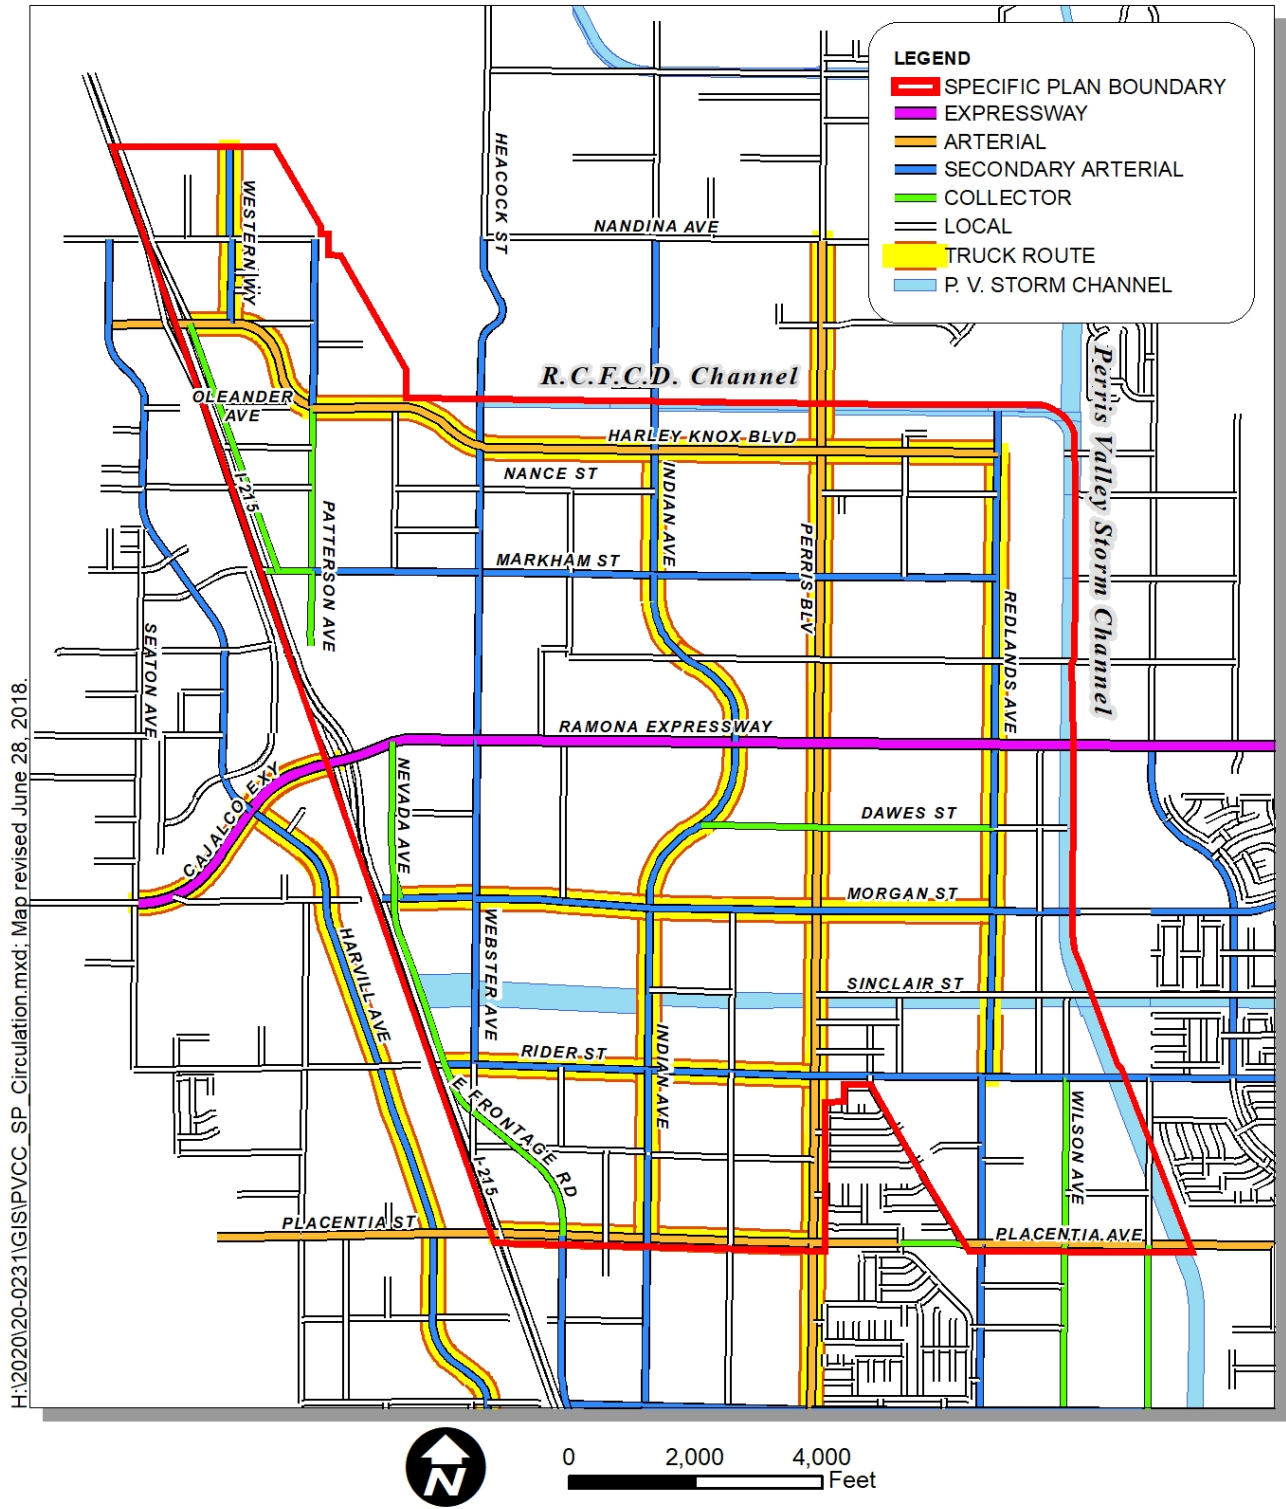 LEGEND
SPECIFIC PLAN BOUNDARY
EXPRESSWAY
ARTERIAL
SECONDARY ARTERIAL
COLLECTOR
LOCAL
TRUCK ROUTE
P. V. STORM CHANNEL
HEACOCK ST
WESTERN WY
NANDINA AVE
R.C.F.C.D. Channel
Perris Valley Storm Channel
OLEANDER
AVE
HARLEY KNOX BLVD
NANCE ST
I-215
INDIAN AVE
PATTERSON AVE
PERRIS BLV
MARKHAM ST
REDLANDS AVE
SEATON AVE
RAMONA EXPRESSWAY
CAJALCO EXY
NEVADA AVE
DAWES ST
MORGAN ST
HARVILL AVE
WEBSTER AVE
SINCLAIR ST
RIDER ST
INDIAN AVE
E FRONTAGE RD
WILSON AVE
I-215
PLACENTIA ST
PLACENTIA AVE
H:\2020\20-0231\GIS\PVCC_SP_Circulation.mxd; Map revised June 28, 2018.
N
0 2,000 4,000
Feet